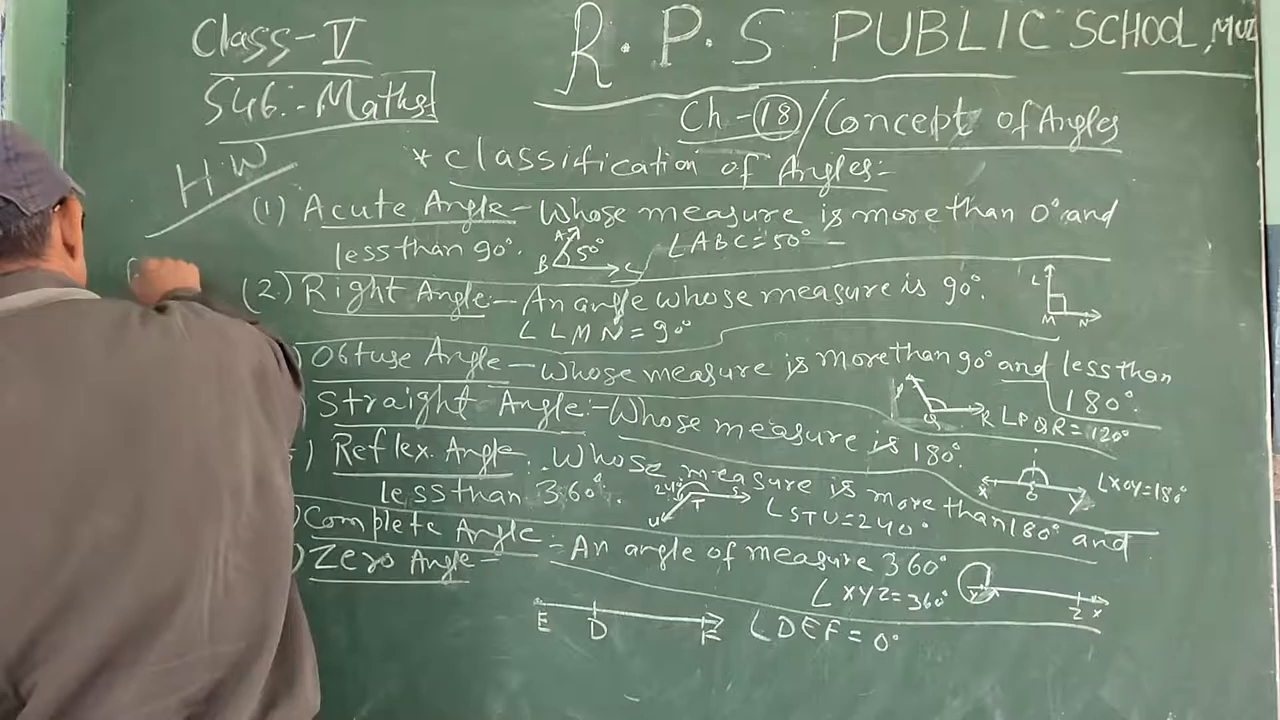 Class-V
R.P.S PUBLIC SCHOOL, MUZ
Sub:- Maths
Ch-18/Concept of Angles
H.W
* Classification of Angles:-
(1) Acute Angle - Whose measure is more than 0° and
less than 90°. A 50° B C ∠ABC=50°
(2.) Right Angle:- An angle whose measure is 90°. L M N
∠LMN=90°
) Obtuse Angle - Whose measure is more than 90° and less than
180°.
P Q R ∠PQR=120°
) Straight Angle:- Whose measure is 180°.
X O Y ∠XOY=180°
) Reflex Angle:- Whose measure is more than 180° and
less than 360°. 240° S T U ∠STU=240°
) Complete Angle:- An angle of measure 360°
∠XYZ=360° Y Z X
) Zero Angle -
E D F ∠DEF=0°